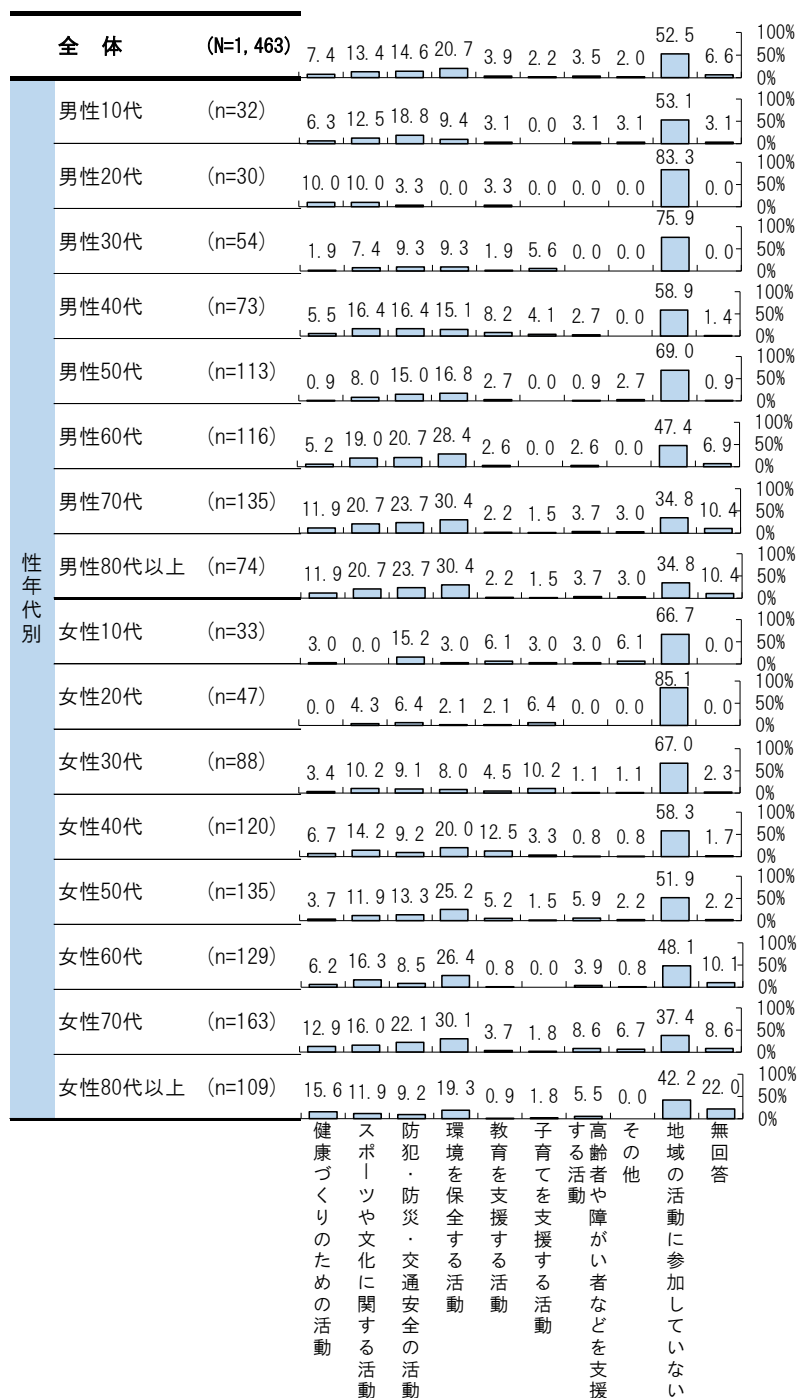 全 体 (N=1,463) 7.4 13.4 14.6 20.7 3.9 2.2 3.5 2.0 52.5 6.6 100% 50% 0%
性年代別
男性10代 (n=32) 6.3 12.5 18.8 9.4 3.1 0.0 3.1 3.1 53.1 3.1 100% 50% 0%
男性20代 (n=30) 10.0 10.0 3.3 0.0 3.3 0.0 0.0 0.0 83.3 0.0 100% 50% 0%
男性30代 (n=54) 1.9 7.4 9.3 9.3 1.9 5.6 0.0 0.0 75.9 0.0 100% 50% 0%
男性40代 (n=73) 5.5 16.4 16.4 15.1 8.2 4.1 2.7 0.0 58.9 1.4 100% 50% 0%
男性50代 (n=113) 0.9 8.0 15.0 16.8 2.7 0.0 0.9 2.7 69.0 0.9 100% 50% 0%
男性60代 (n=116) 5.2 19.0 20.7 28.4 2.6 0.0 2.6 0.0 47.4 6.9 100% 50% 0%
男性70代 (n=135) 11.9 20.7 23.7 30.4 2.2 1.5 3.7 3.0 34.8 10.4 100% 50% 0%
男性80代以上 (n=74) 11.9 20.7 23.7 30.4 2.2 1.5 3.7 3.0 34.8 10.4 100% 50% 0%
女性10代 (n=33) 3.0 0.0 15.2 3.0 6.1 3.0 3.0 6.1 66.7 0.0 100% 50% 0%
女性20代 (n=47) 0.0 4.3 6.4 2.1 2.1 6.4 0.0 0.0 85.1 0.0 100% 50% 0%
女性30代 (n=88) 3.4 10.2 9.1 8.0 4.5 10.2 1.1 1.1 67.0 2.3 100% 50% 0%
女性40代 (n=120) 6.7 14.2 9.2 20.0 12.5 3.3 0.8 0.8 58.3 1.7 100% 50% 0%
女性50代 (n=135) 3.7 11.9 13.3 25.2 5.2 1.5 5.9 2.2 51.9 2.2 100% 50% 0%
女性60代 (n=129) 6.2 16.3 8.5 26.4 0.8 0.0 3.9 0.8 48.1 10.1 100% 50% 0%
女性70代 (n=163) 12.9 16.0 22.1 30.1 3.7 1.8 8.6 6.7 37.4 8.6 100% 50% 0%
女性80代以上 (n=109) 15.6 11.9 9.2 19.3 0.9 1.8 5.5 0.0 42.2 22.0 100% 50% 0%
健康づくりのための活動
スポーツや文化に関する活動
防犯・防災・交通安全の活動
環境を保全する活動
教育を支援する活動
子育てを支援する活動
高齢者や障がい者などを支援
する活動
その他
地域の活動に参加していない
無回答